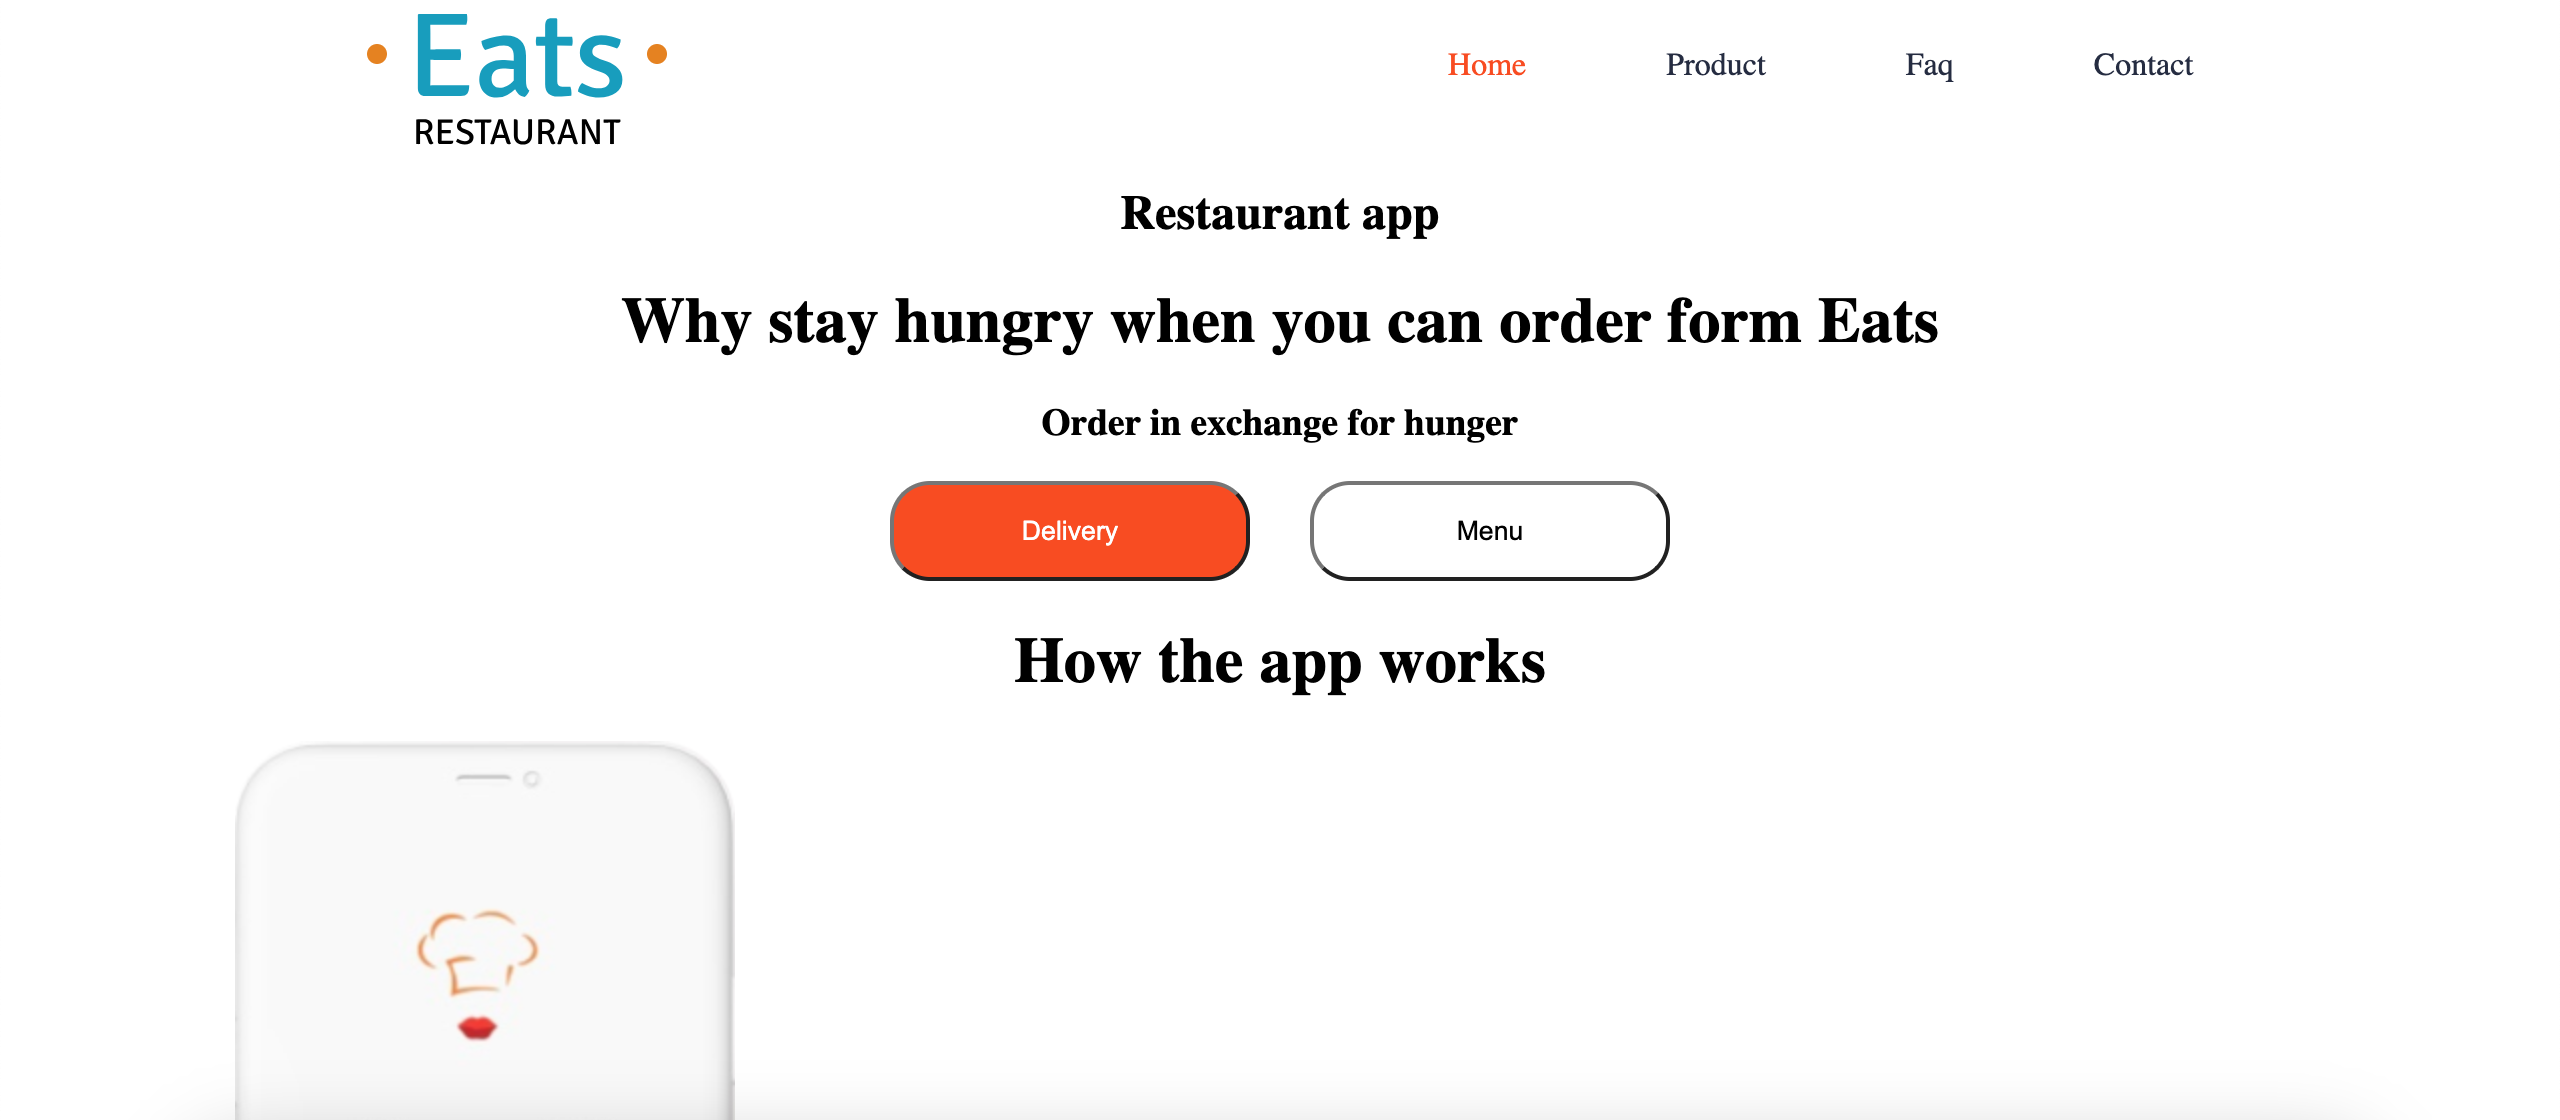 Eats
RESTAURANT
Home Product Faq Contact
Restaurant app
Why stay hungry when you can order form Eats
Order in exchange for hunger
Delivery Menu
How the app works